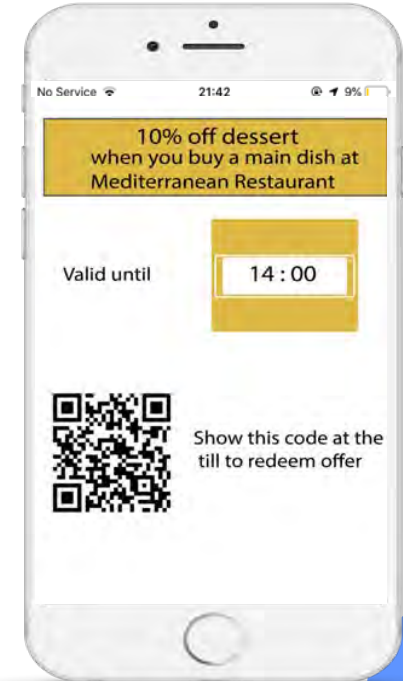 No Service
21:42
9%
10% off dessert
when you buy a main dish at
Mediterranean Restaurant
Valid until
14 : 00
Show this code at the
till to redeem offer